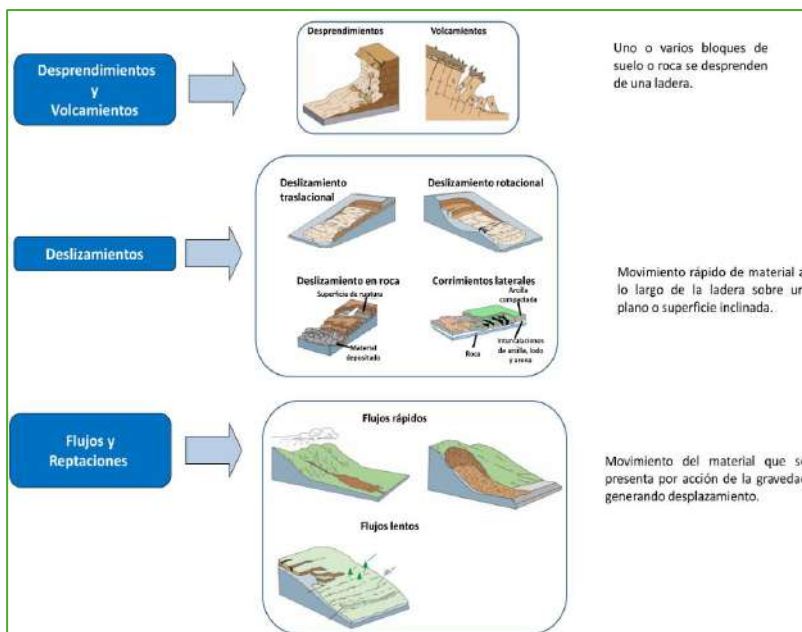 Desprendimientos
y
Volcamientos
Desprendimientos
Volcamientos
Uno o varios bloques de
suelo o roca se desprenden
de una ladera.
Deslizamientos
Deslizamiento
traslacional
Deslizamiento rotacional
Deslizamiento en roca
Superficie de ruptura
Material
depositado
Corrimientos laterales
Arcilla
compactada
Roca
Intercalaciones
de arcilla, lodo
y arena
Movimiento rápido de material a
lo largo de la ladera sobre un
plano o superficie inclinada.
Flujos y
Reptaciones
Flujos rápidos
Flujos lentos
Movimiento del material que se
presenta por acción de la gravedad
generando desplazamiento.